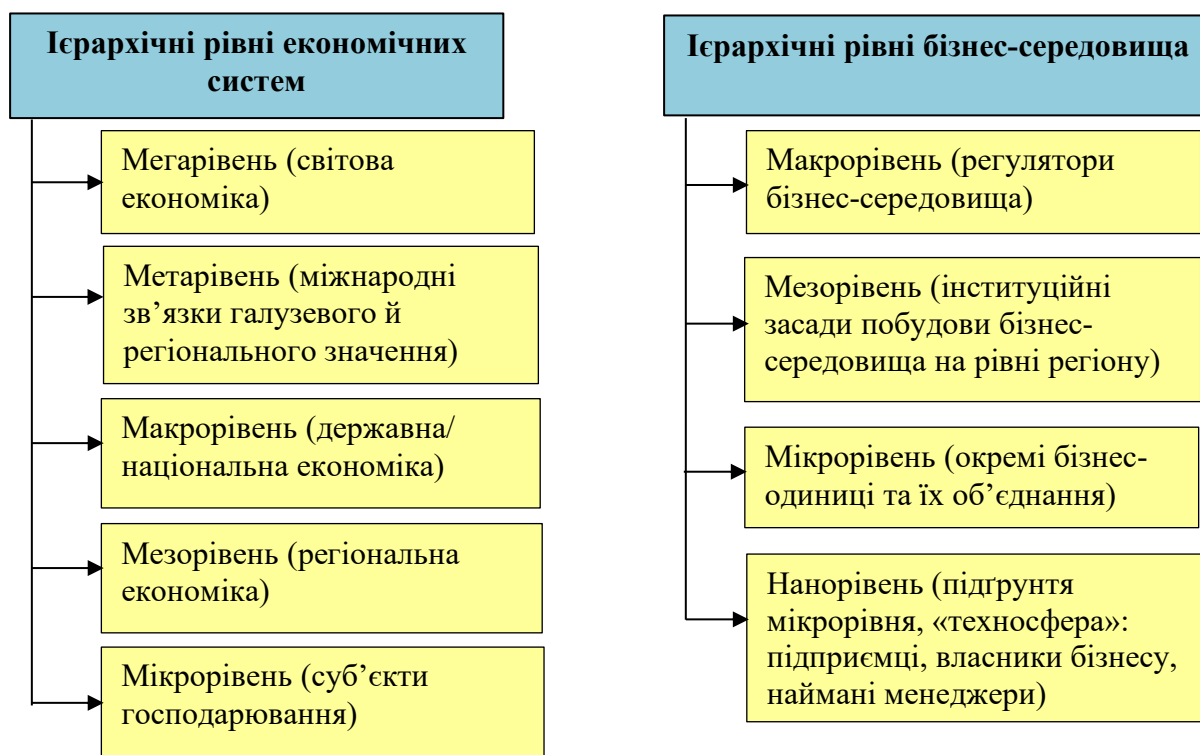 Ієрархічні рівні економічних
систем
Мегарівень (світова
економіка)
Метарівень (міжнародні
зв’язки галузевого й
регіонального значення)
Макрорівень (державна/
національна економіка)
Мезорівень (регіональна
економіка)
Мікрорівень (суб’єкти
господарювання)
Ієрархічні рівні бізнес-середовища
Макрорівень (регулятори
бізнес-середовища)
Мезорівень (інституційні
засади побудови бізнес-
середовища на рівні регіону)
Мікрорівень (окремі бізнес-
одиниці та їх об’єднання)
Нанорівень (підґрунтя
мікрорівня, «техносфера»:
підприємці, власники бізнесу,
наймані менеджери)